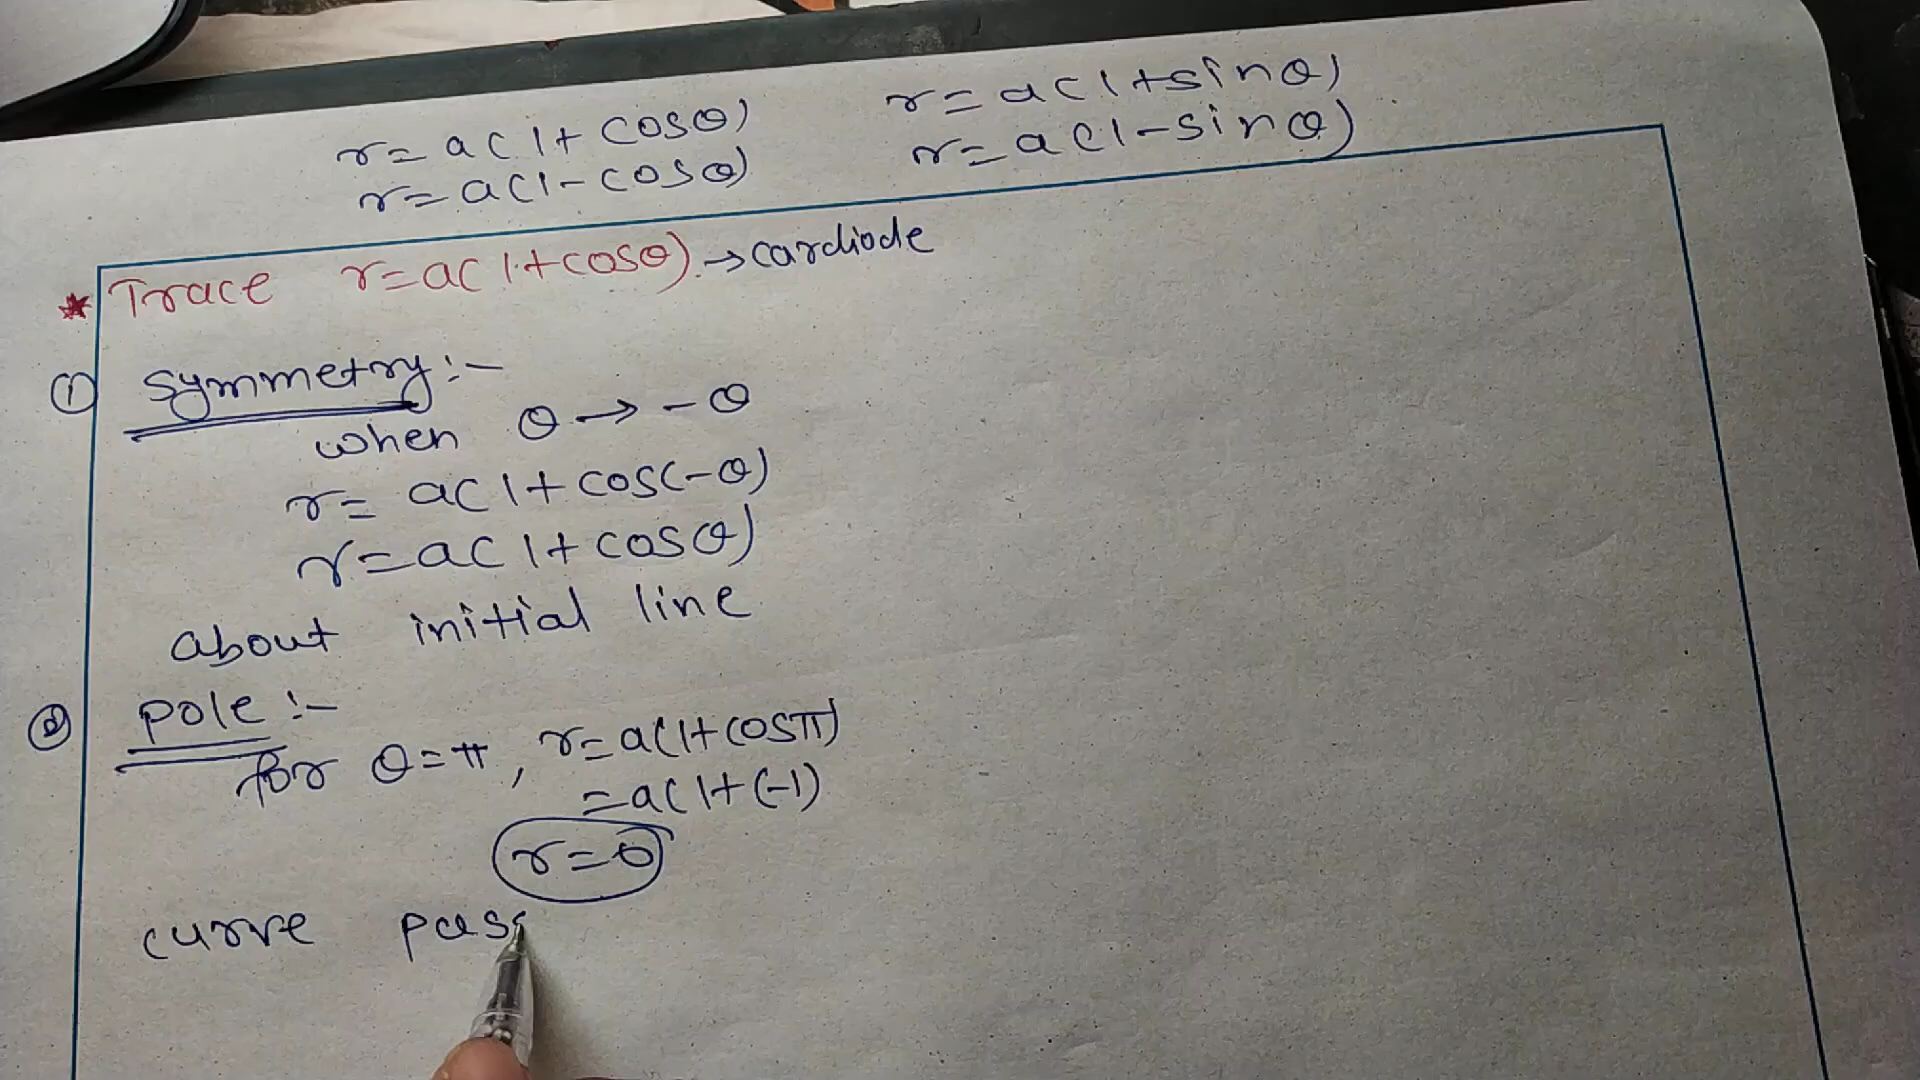 r = a(1+cosθ)
r = a(1-cosθ)
r = a(1+sinθ)
r = a(1-sinθ)
* Trace r=a(1+cosθ). → cardiode
① Symmetry :-
when θ → -θ
r = a(1+cos(-θ)
r = a(1+cosθ)
about initial line
② pole :-
for θ=π, r=a(1+cosπ)
=a(1+(-1)
r=0
curve pass